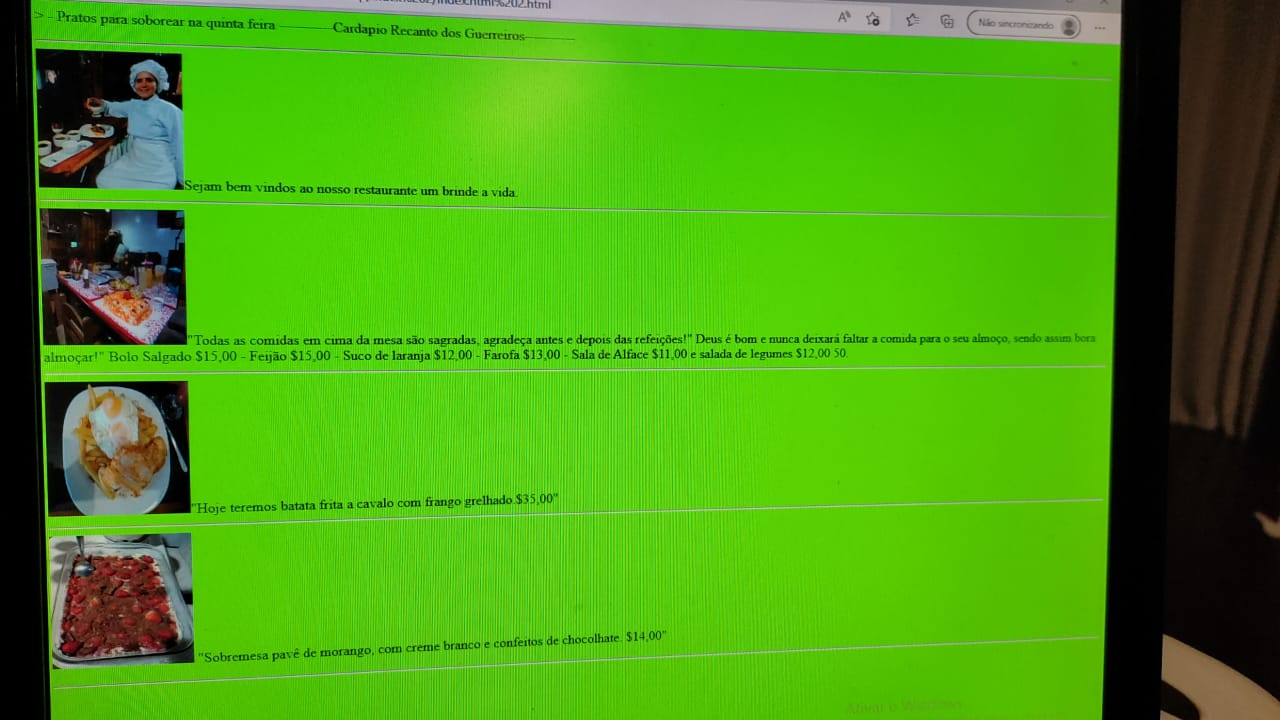 index.html%202.html
Não sincronizando
> - Pratos para soborear na quinta feira ————Cardapio Recanto dos Guerreiros————
Sejam bem vindos ao nosso restaurante um brinde a vida.
"Todas as comidas em cima da mesa são sagradas, agradeça antes e depois das refeições!" Deus é bom e nunca deixará faltar a comida para o seu almoço, sendo assim bora
almoçar!" Bolo Salgado $15,00 - Feijão $15,00 - Suco de laranja $12,00 - Farofa $13,00 - Sala de Alface $11,00 e salada de legumes $12,00 50.
"Hoje teremos batata frita a cavalo com frango grelhado $35,00"
"Sobremesa pavê de morango, com creme branco e confeitos de chocolhate. $14,00"
Ativar o Windows